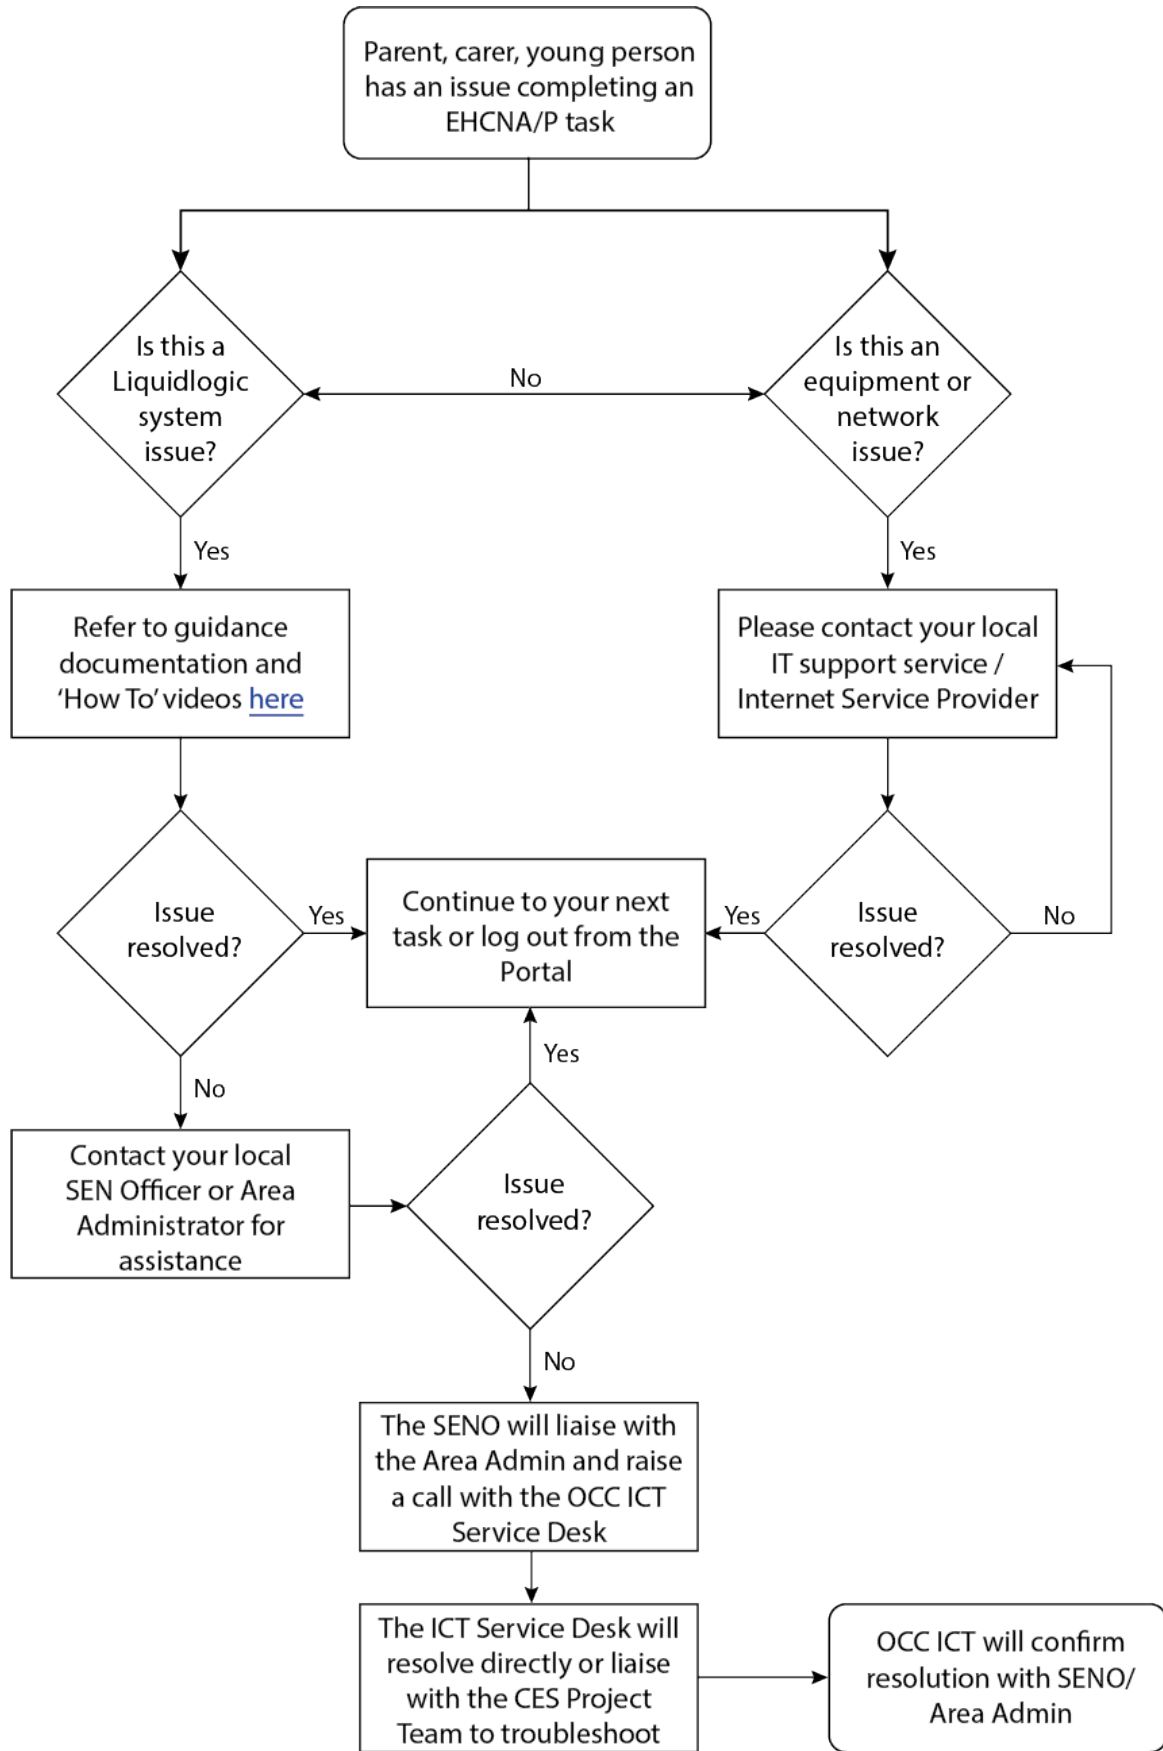 Parent, carer, young person
has an issue completing an
EHCNA/P task
Is this a
Liquidlogic
system
issue?
No
Is this an
equipment or
network
issue?
Yes
Yes
Refer to guidance
documentation and
‘How To’ videos here
Please contact your local
IT support service /
Internet Service Provider
Issue
resolved?
Yes
Continue to your next
task or log out from the
Portal
Yes
Issue
resolved?
No
Yes
No
Contact your local
SEN Officer or Area
Administrator for
assistance
Issue
resolved?
No
The SENO will liaise with
the Area Admin and raise
a call with the OCC ICT
Service Desk
The ICT Service Desk will
resolve directly or liaise
with the CES Project
Team to troubleshoot
OCC ICT will confirm
resolution with SENO/
Area Admin